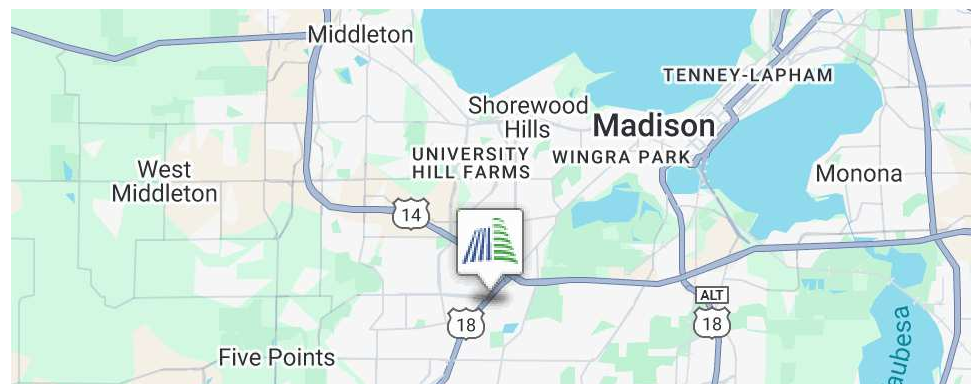 Middleton
TENNEY-LAPHAM
Shorewood
Hills
Madison
UNIVERSITY
HILL FARMS
WINGRA PARK
West
Middleton
Monona
14
ALT
18
18
Five Points
aubesa